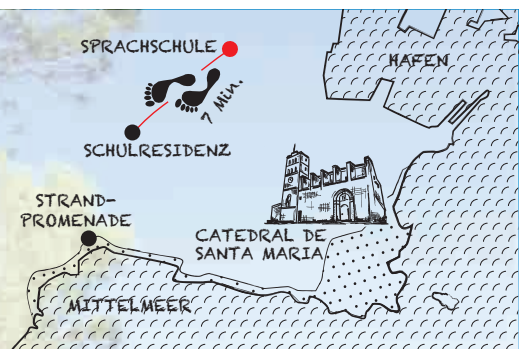 SPRACHSCHULE
HAFEN
7 Min.
SCHULRESIDENZ
STRAND-
PROMENADE
CATEDRAL DE
SANTA MARIA
MITTELMEER